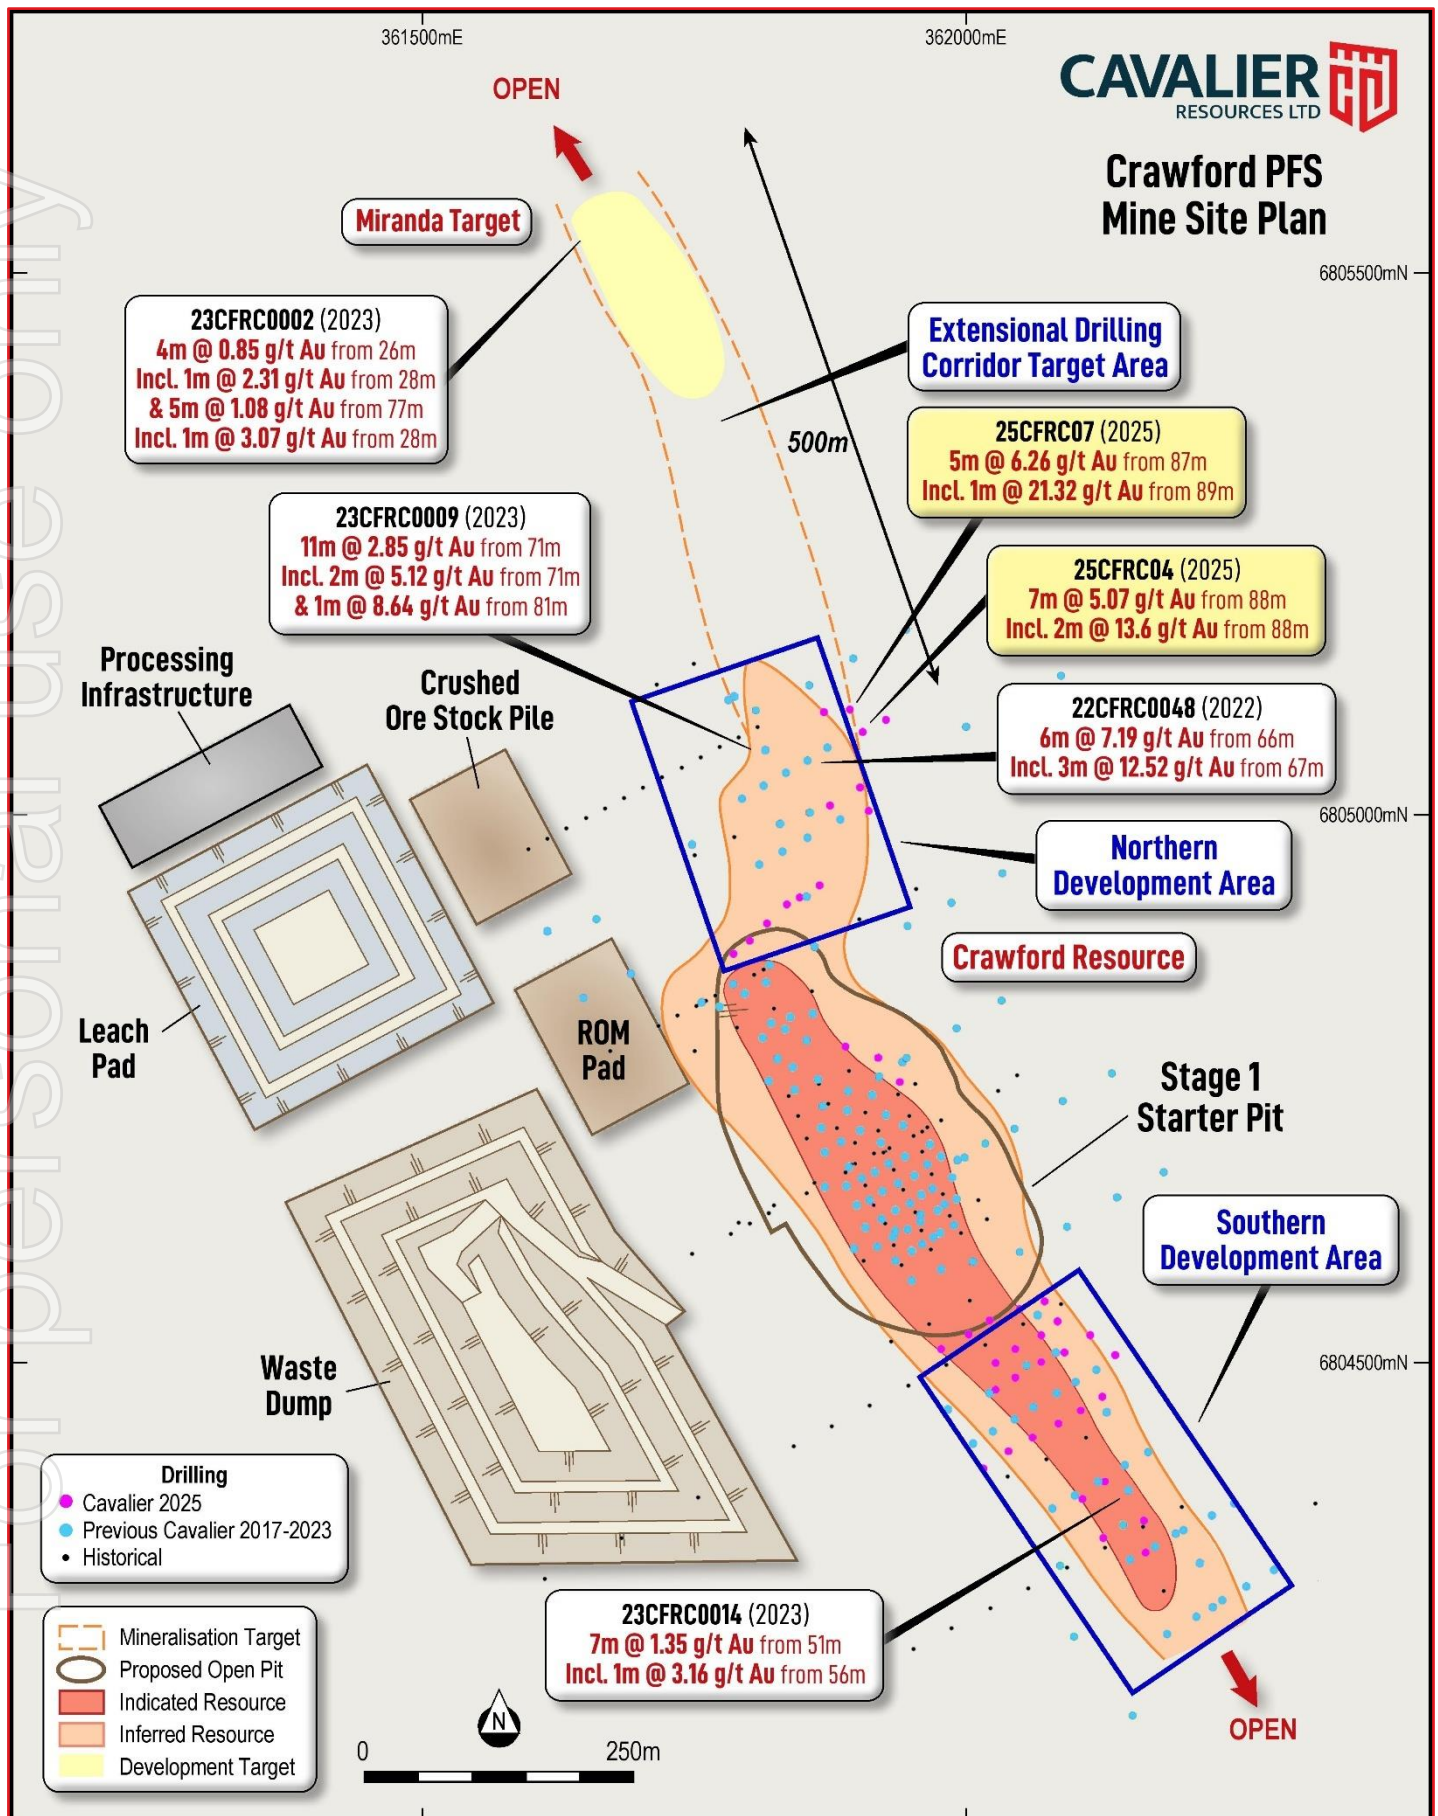 361500mE
362000mE
CAVALIER
RESOURCES LTD
Crawford PFS
Mine Site Plan
OPEN
Miranda Target
6805500mN
23CFRC0002 (2023)
4m @ 0.85 g/t Au from 26m
Incl. 1m @ 2.31 g/t Au from 28m
& 5m @ 1.08 g/t Au from 77m
Incl. 1m @ 3.07 g/t Au from 28m
Extensional Drilling
Corridor Target Area
500m
25CFRC07 (2025)
5m @ 6.26 g/t Au from 87m
Incl. 1m @ 21.32 g/t Au from 89m
23CFRC0009 (2023)
11m @ 2.85 g/t Au from 71m
Incl. 2m @ 5.12 g/t Au from 71m
& 1m @ 8.64 g/t Au from 81m
25CFRC04 (2025)
7m @ 5.07 g/t Au from 88m
Incl. 2m @ 13.6 g/t Au from 88m
Processing
Infrastructure
Crushed
Ore Stock Pile
22CFRC0048 (2022)
6m @ 7.19 g/t Au from 66m
Incl. 3m @ 12.52 g/t Au from 67m
6805000mN
Northern
Development Area
Crawford Resource
Leach
Pad
ROM
Pad
Stage 1
Starter Pit
Southern
Development Area
6804500mN
Waste
Dump
Drilling
Cavalier 2025
Previous Cavalier 2017-2023
Historical
23CFRC0014 (2023)
7m @ 1.35 g/t Au from 51m
Incl. 1m @ 3.16 g/t Au from 56m
Mineralisation Target
Proposed Open Pit
Indicated Resource
Inferred Resource
Development Target
N
0
250m
OPEN
For personal use only